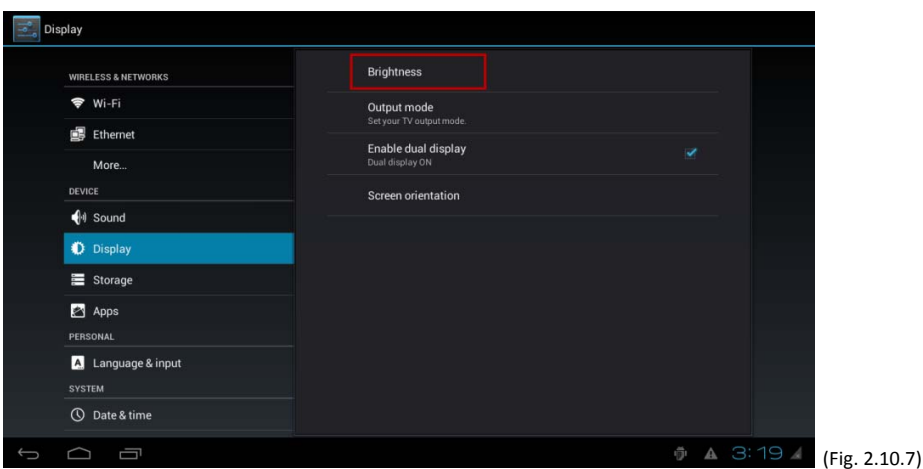 Display
WIRELESS & NETWORKS
Wi-Fi
Ethernet
More...
DEVICE
Sound
Display
Storage
Apps
PERSONAL
A Language & input
SYSTEM
Date & time
Brightness
Output mode
Set your TV output mode.
Enable dual display
Dual display ON
Screen orientation
3:19
(Fig. 2.10.7)